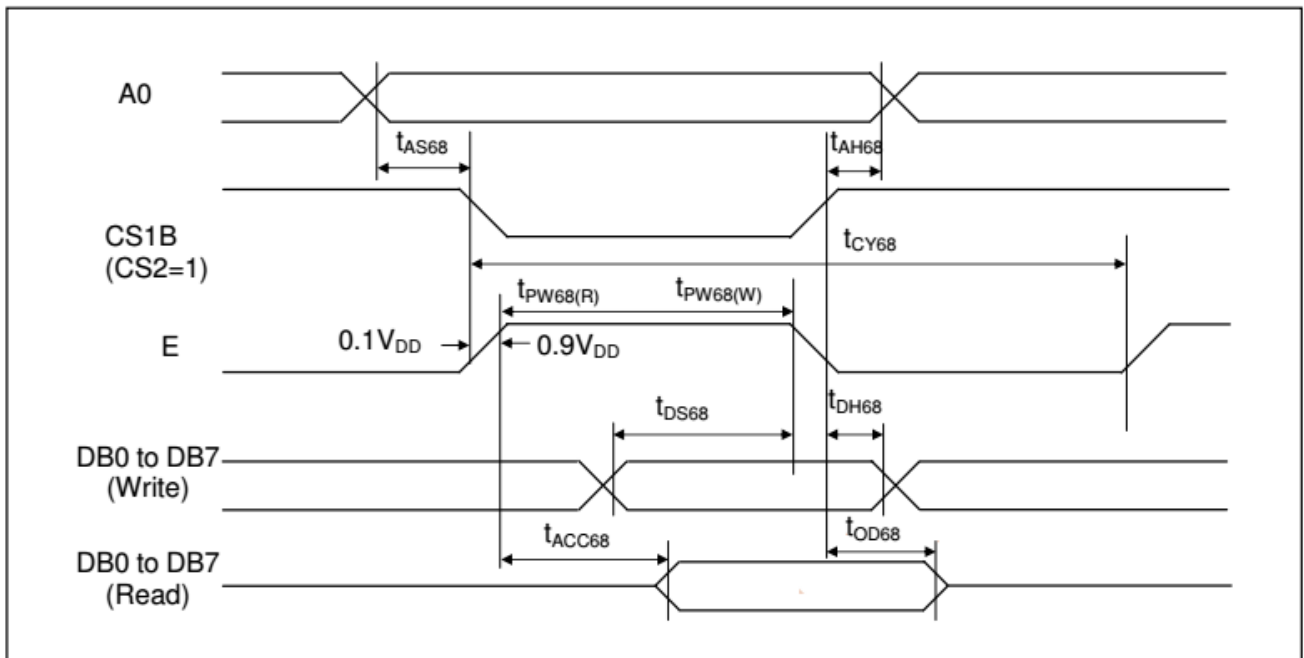 A0
tAS68
tAH68
CS1B
(CS2=1)
tCY68
tPW68(R)
tPW68(W)
E
0.1VDD
0.9VDD
tDS68
tDH68
DB0 to DB7
(Write)
tACC68
tOD68
DB0 to DB7
(Read)